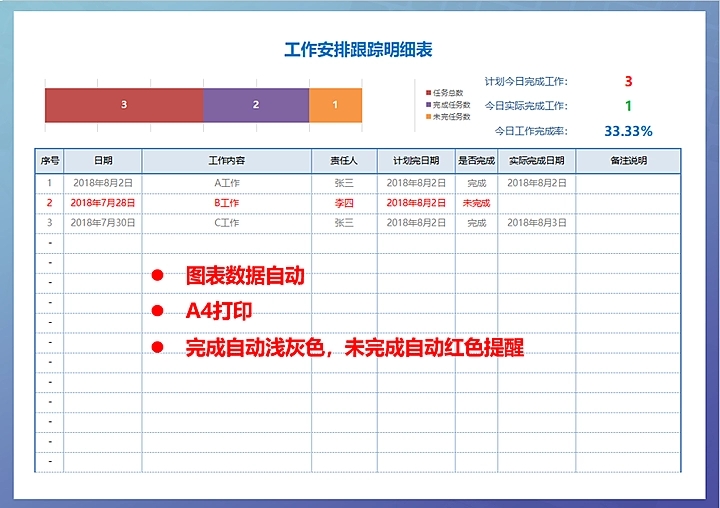 工作安排跟踪明细表
3 2 1
任务总数
完成任务数
未完任务数
计划今日完成工作: 3
今日实际完成工作: 1
今日工作完成率: 33.33%
序号 日期 工作内容 责任人 计划完日期 是否完成 实际完成日期 备注说明
1 2018年8月2日 A工作 张三 2018年8月2日 完成 2018年8月2日
2 2018年7月28日 B工作 李四 2018年8月2日 未完成
3 2018年7月30日 C工作 张三 2018年8月2日 完成 2018年8月3日
-
-
● 图表数据自动
-
● A4打印
-
-
● 完成自动浅灰色，未完成自动红色提醒
-
-
-
-
-
-
-